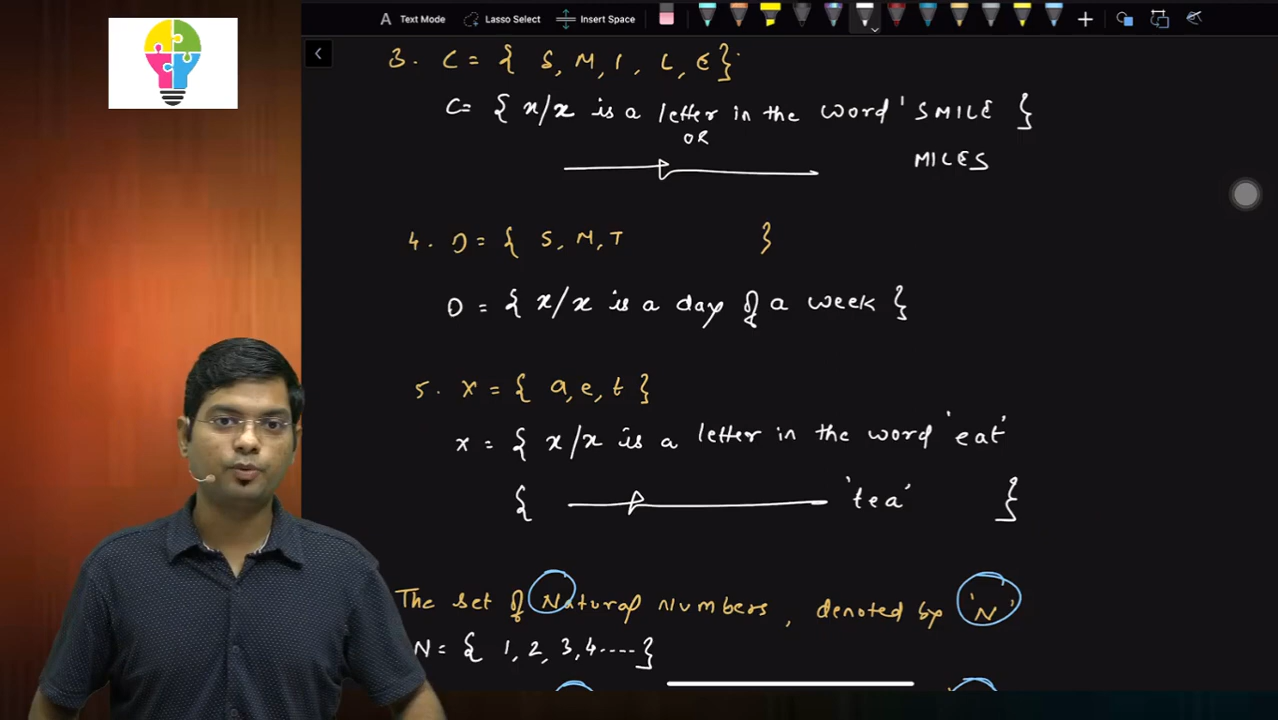 Text Mode Lasso Select Insert Space
3. C = { S, M, I, L, E }
C = { x/x is a letter in the word 'SMILE }
OR
MILES
4. D = { S, M, T }
D = { x/x is a day of a week }
5. X = { a, e, t }
X = { x/x is a letter in the word 'eat'
{ 'tea' }
The set of Natural Numbers, denoted by 'N'
N = { 1, 2, 3, 4 ---- }